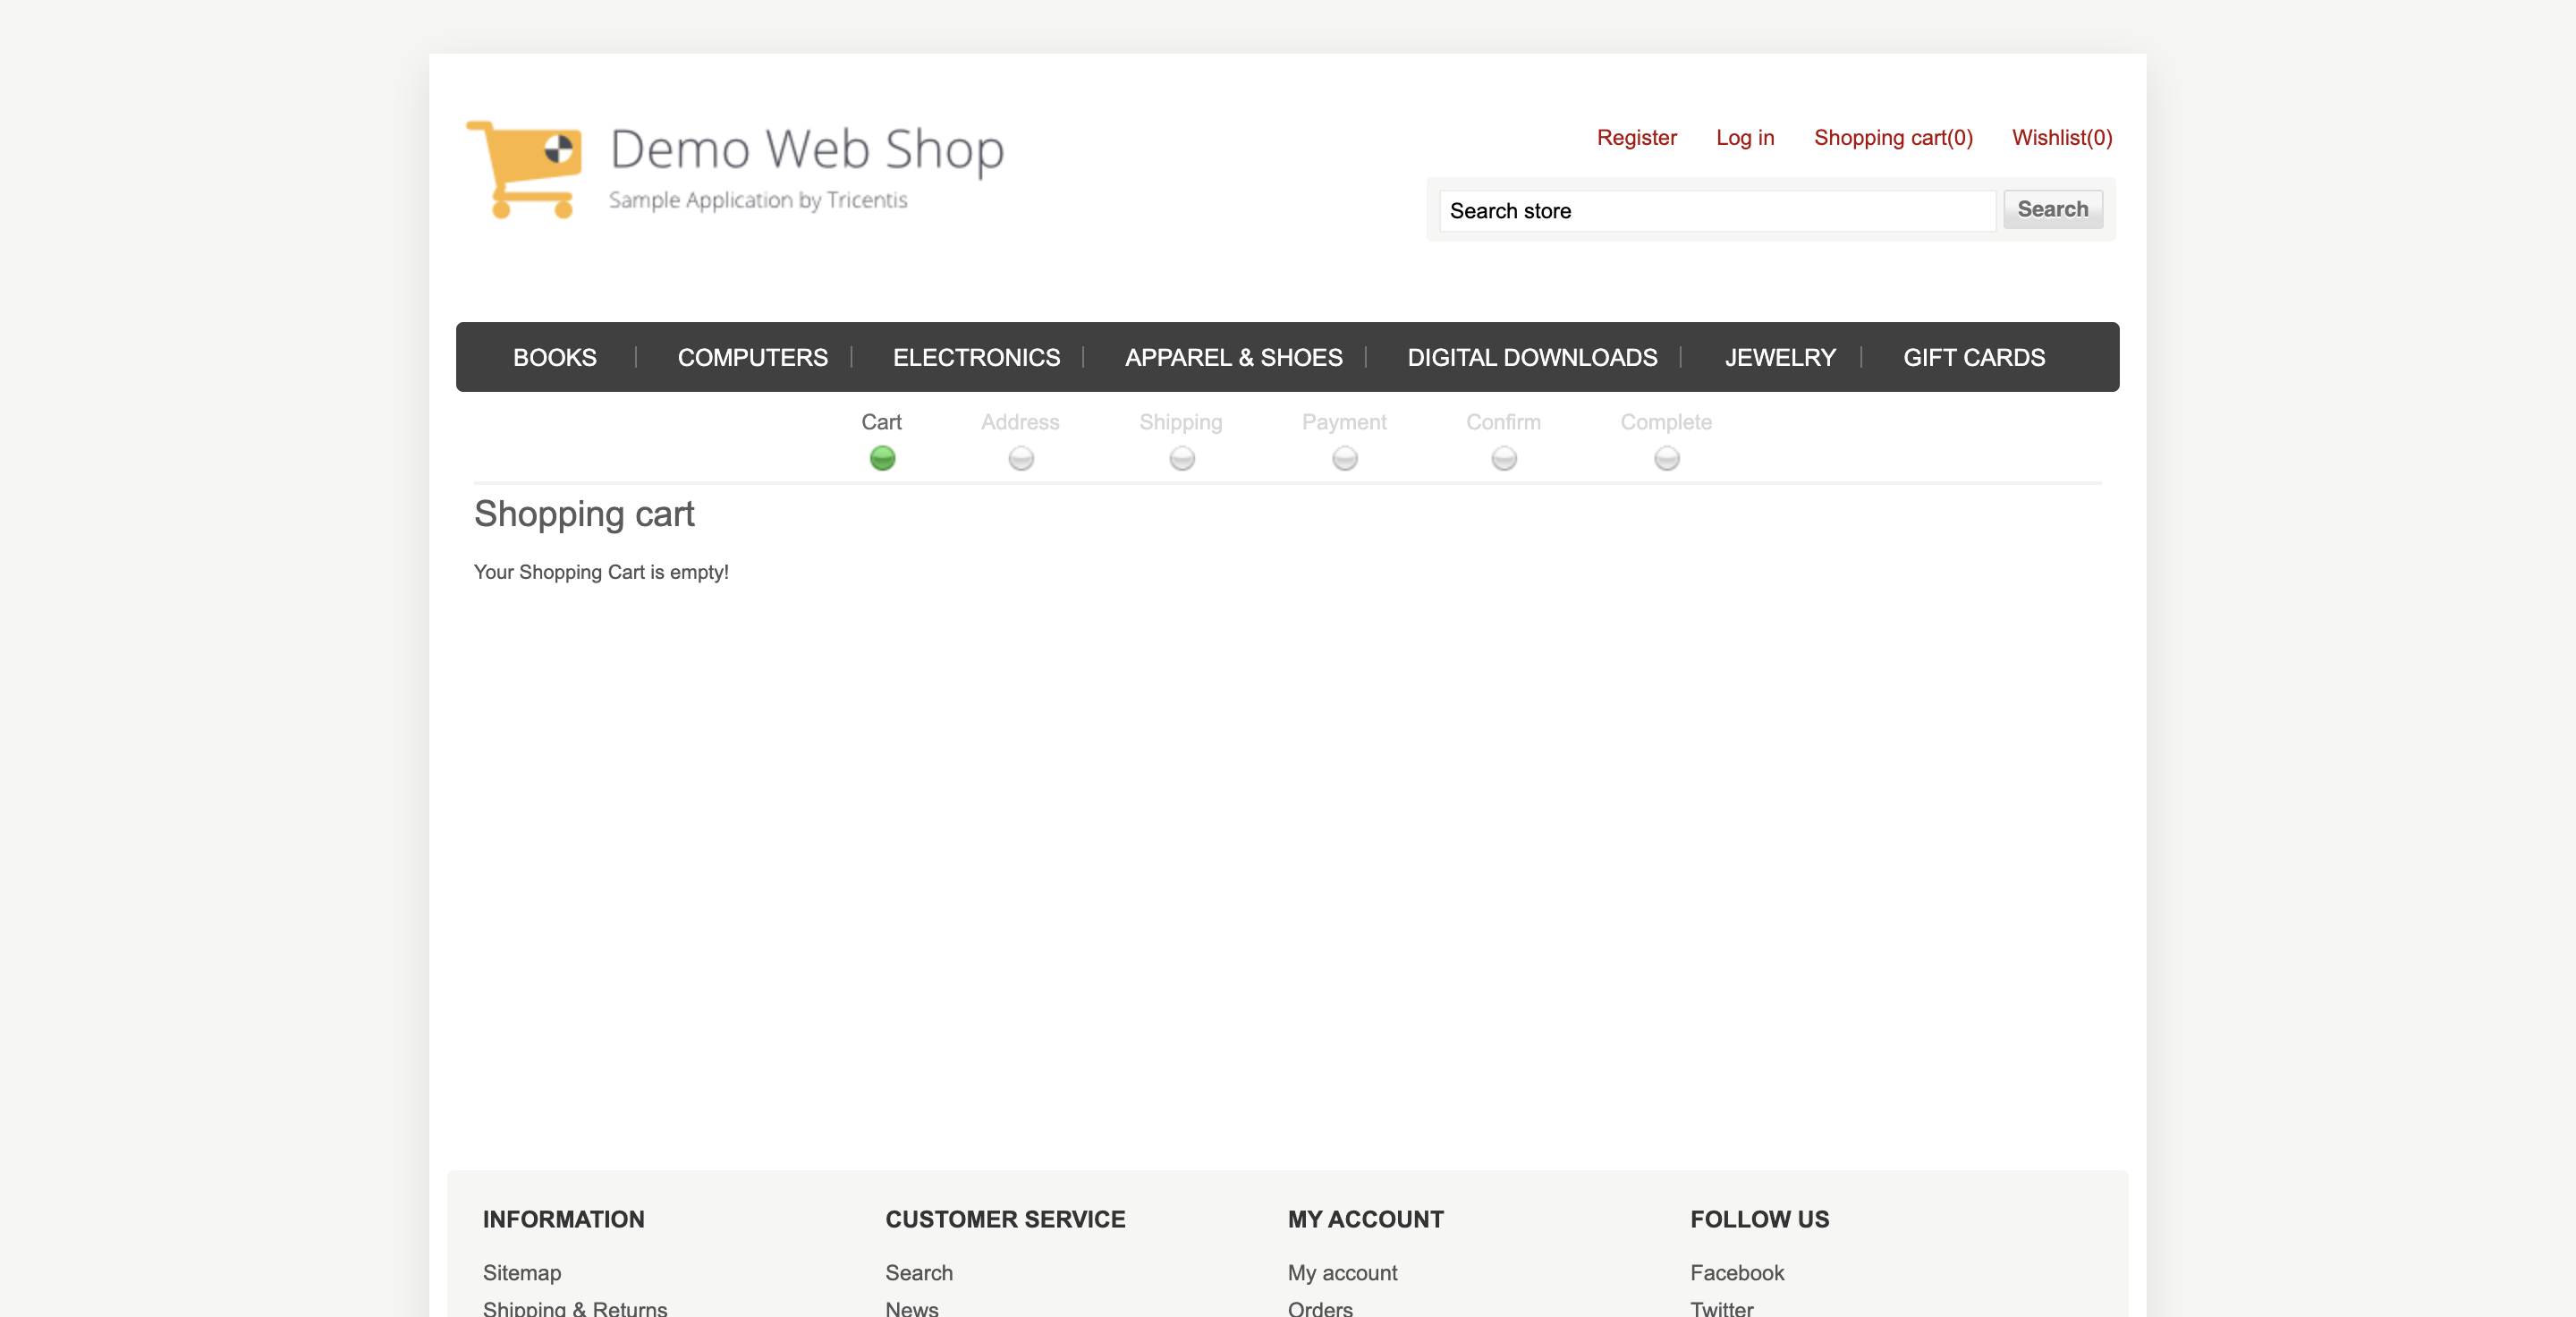 Demo Web Shop
Sample Application by Tricentis
Register Log in Shopping cart(0) Wishlist(0)
Search store Search
BOOKS COMPUTERS ELECTRONICS APPAREL & SHOES DIGITAL DOWNLOADS JEWELRY GIFT CARDS
Cart Address Shipping Payment Confirm Complete
Shopping cart
Your Shopping Cart is empty!
INFORMATION CUSTOMER SERVICE MY ACCOUNT FOLLOW US
Sitemap Search My account Facebook
Shipping & Returns News Orders Twitter